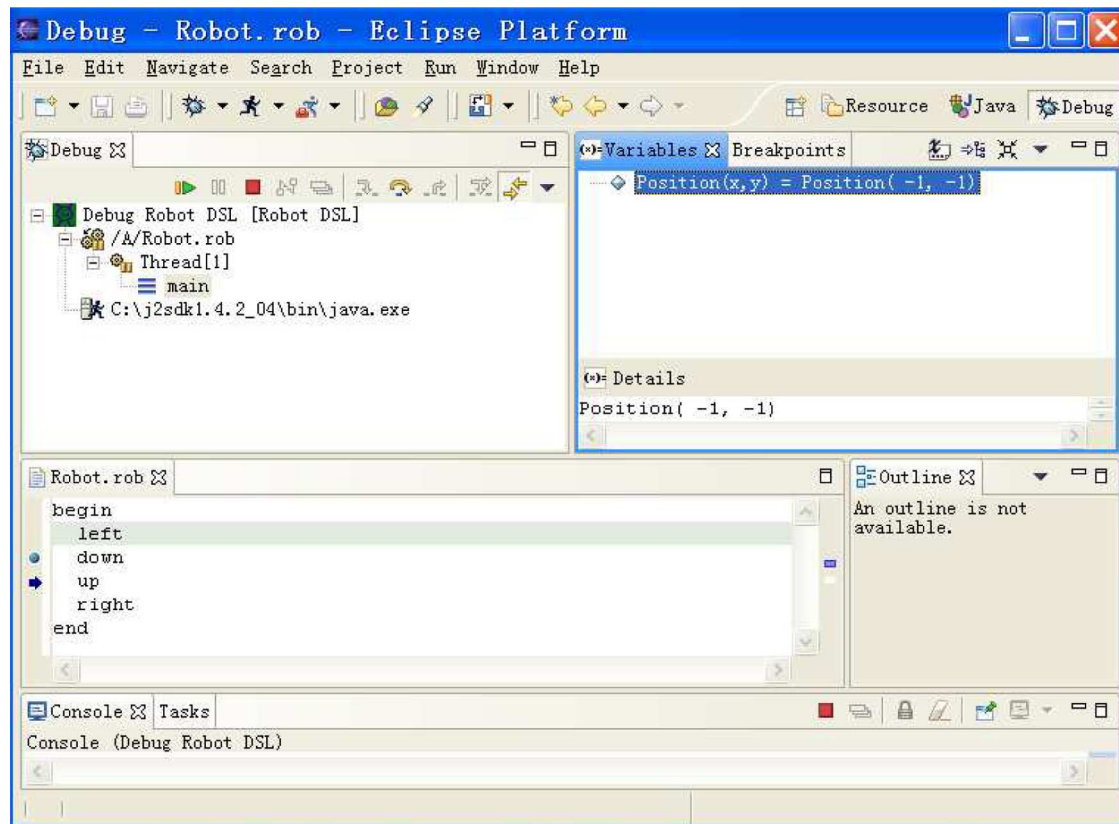 Debug - Robot.rob - Eclipse Platform
File Edit Navigate Search Project Run Window Help
Resource Java Debug
Debug
Debug Robot DSL [Robot DSL]
/A/Robot.rob
Thread[1]
main
C:\j2sdk1.4.2_04\bin\java.exe
(x)= Variables Breakpoints
Position(x,y) = Position( -1, -1)
(x)= Details
Position( -1, -1)
Robot.rob
begin
left
down
up
right
end
Outline
An outline is not
available.
Console Tasks
Console (Debug Robot DSL)